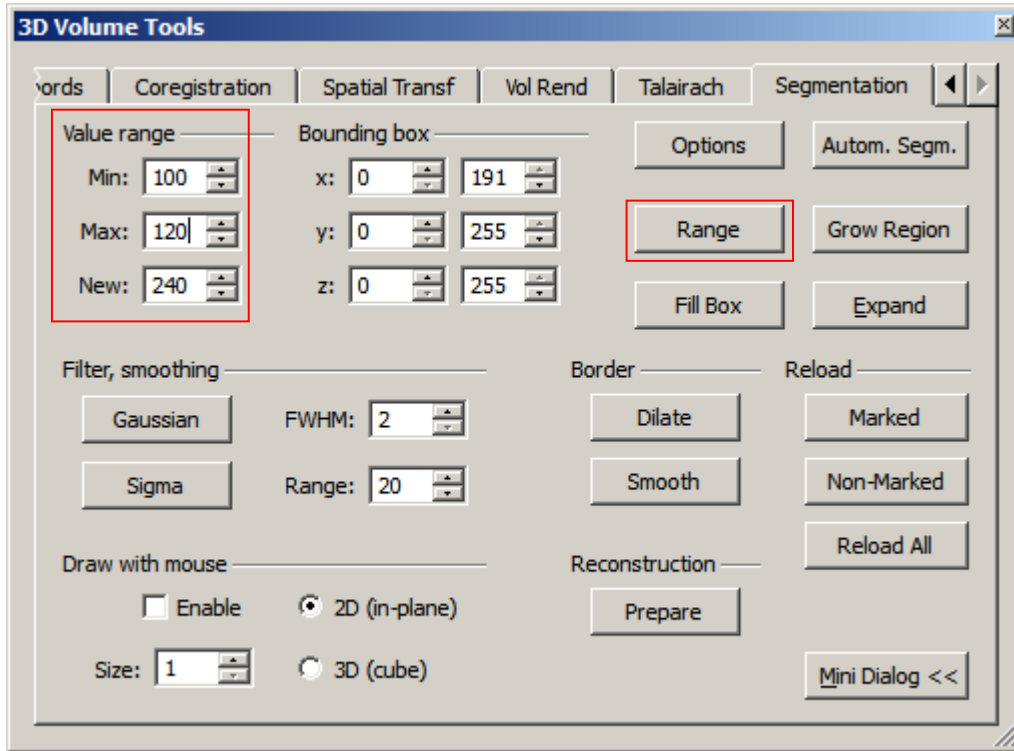 3D Volume Tools
ords Coregistration Spatial Transf Vol Rend Talairach Segmentation
Value range Bounding box Options Autom. Segm.
Min: 100 x: 0 191
Max: 120 y: 0 255 Range Grow Region
New: 240 z: 0 255 Fill Box Expand
Filter, smoothing Border Reload
Gaussian FWHM: 2 Dilate Marked
Sigma Range: 20 Smooth Non-Marked
Reload All
Draw with mouse Reconstruction
Enable 2D (in-plane) Prepare
Size: 1 3D (cube) Mini Dialog <<